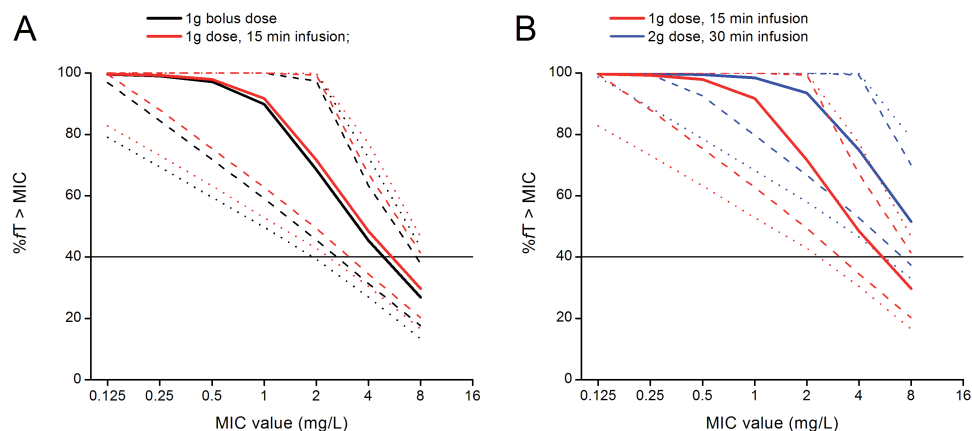 A
1g bolus dose
1g dose, 15 min infusion;
100
80
60
40
20
0
%fT > MIC
0.125 0.25 0.5 1 2 4 8 16
MIC value (mg/L)
B
1g dose, 15 min infusion
2g dose, 30 min infusion
100
80
60
40
20
0
%fT > MIC
0.125 0.25 0.5 1 2 4 8 16
MIC value (mg/L)